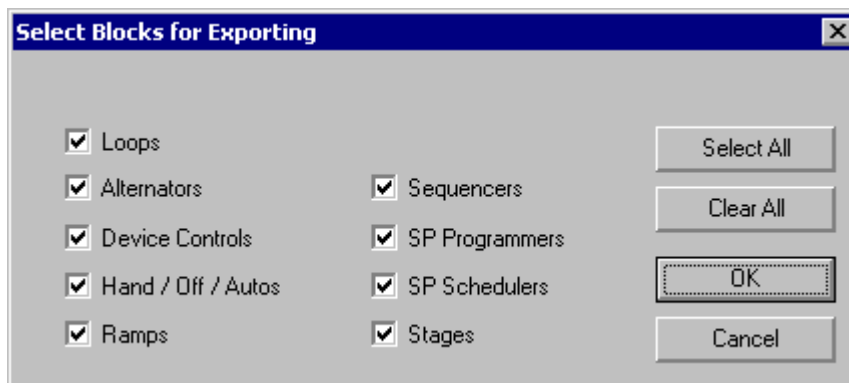 Select Blocks for Exporting
Loops
Alternators
Device Controls
Hand / Off / Autos
Ramps
Sequencers
SP Programmers
SP Schedulers
Stages
Select All
Clear All
OK
Cancel